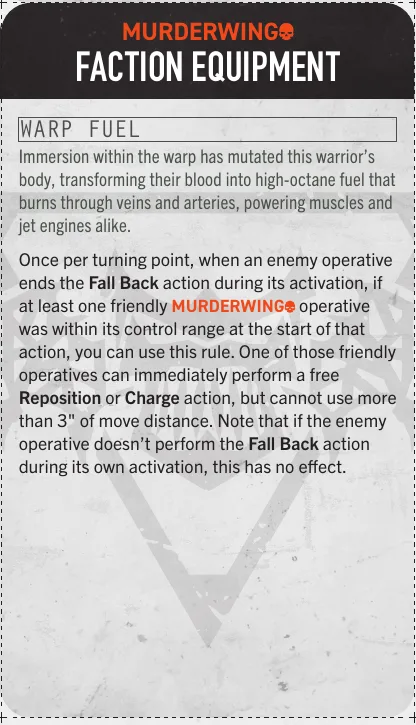 MURDERWING
FACTION EQUIPMENT
WARP FUEL
Immersion within the warp has mutated this warrior's
body, transforming their blood into high-octane fuel that
burns through veins and arteries, powering muscles and
jet engines alike.
Once per turning point, when an enemy operative
ends the Fall Back action during its activation, if
at least one friendly MURDERWING operative
was within its control range at the start of that
action, you can use this rule. One of those friendly
operatives can immediately perform a free
Reposition or Charge action, but cannot use more
than 3" of move distance. Note that if the enemy
operative doesn't perform the Fall Back action
during its own activation, this has no effect.